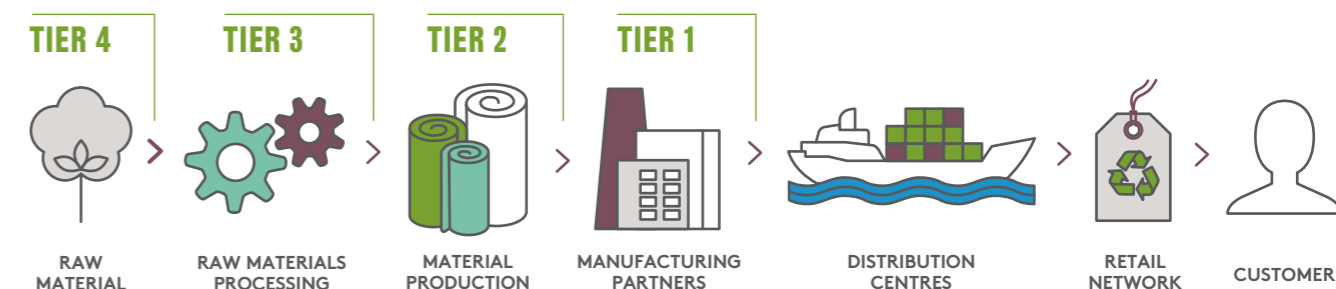 TIER 4
TIER 3
TIER 2
TIER 1
RAW
MATERIAL
RAW MATERIALS
PROCESSING
MATERIAL
PRODUCTION
MANUFACTURING
PARTNERS
DISTRIBUTION
CENTRES
RETAIL
NETWORK
CUSTOMER